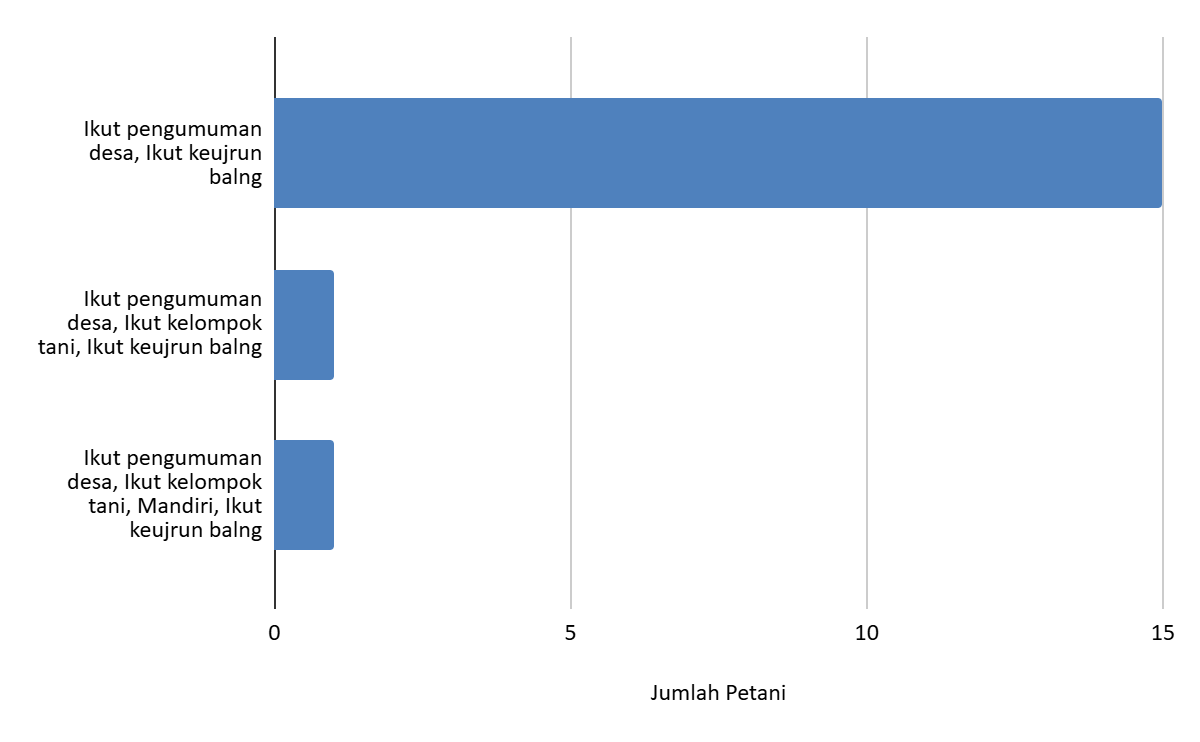 Ikut pengumuman
desa, Ikut keujrun
balng
Ikut pengumuman
desa, Ikut kelompok
tani, Ikut keujrun balng
Ikut pengumuman
desa, Ikut kelompok
tani, Mandiri, Ikut
keujrun balng
0
5
10
15
Jumlah Petani